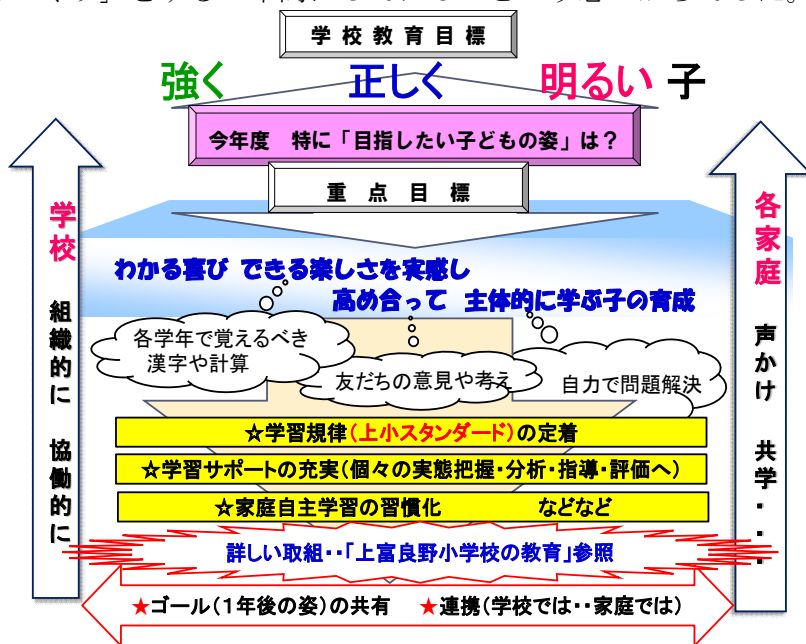 学校教育目標
強く 正しく 明るい 子
今年度 特に「目指したい子どもの姿」は？
重点目標
わかる喜び できる楽しさを実感し
高め合って 主体的に学ぶ子の育成
各学年で覚えるべき
漢字や計算
友だちの意見や考え
自力で問題解決
☆学習規律(上小スタンダード)の定着
☆学習サポートの充実(個々の実態把握・分析・指導・評価へ)
☆家庭自主学習の習慣化 などなど
詳しい取組・・「上富良野小学校の教育」参照
★ゴール(１年後の姿)の共有 ★連携(学校では・・家庭では)
学校 組織的に 協働的に
各家庭 声かけ 共学・・・